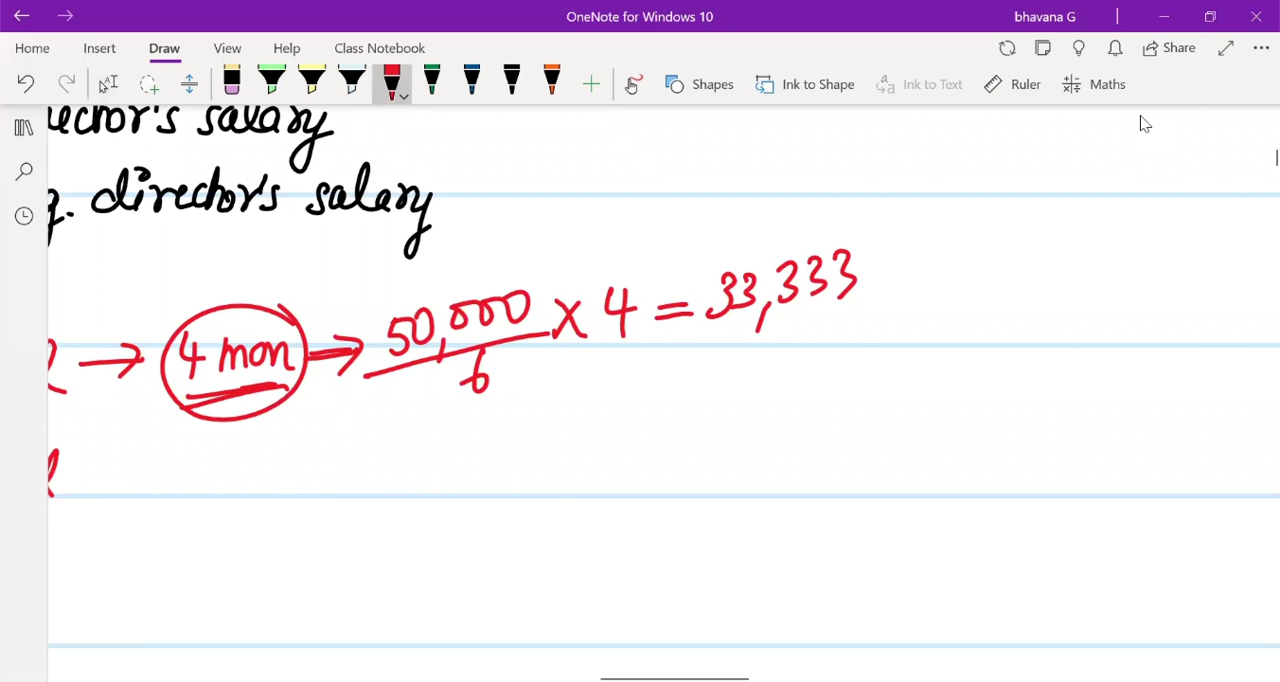 OneNote for Windows 10
bhavana G
Home Insert Draw View Help Class Notebook
Share
Shapes Ink to Shape Ink to Text Ruler Maths
ector's salary
g. director's salary
→ 4 mon → 50,000 × 4 = 33,333
6